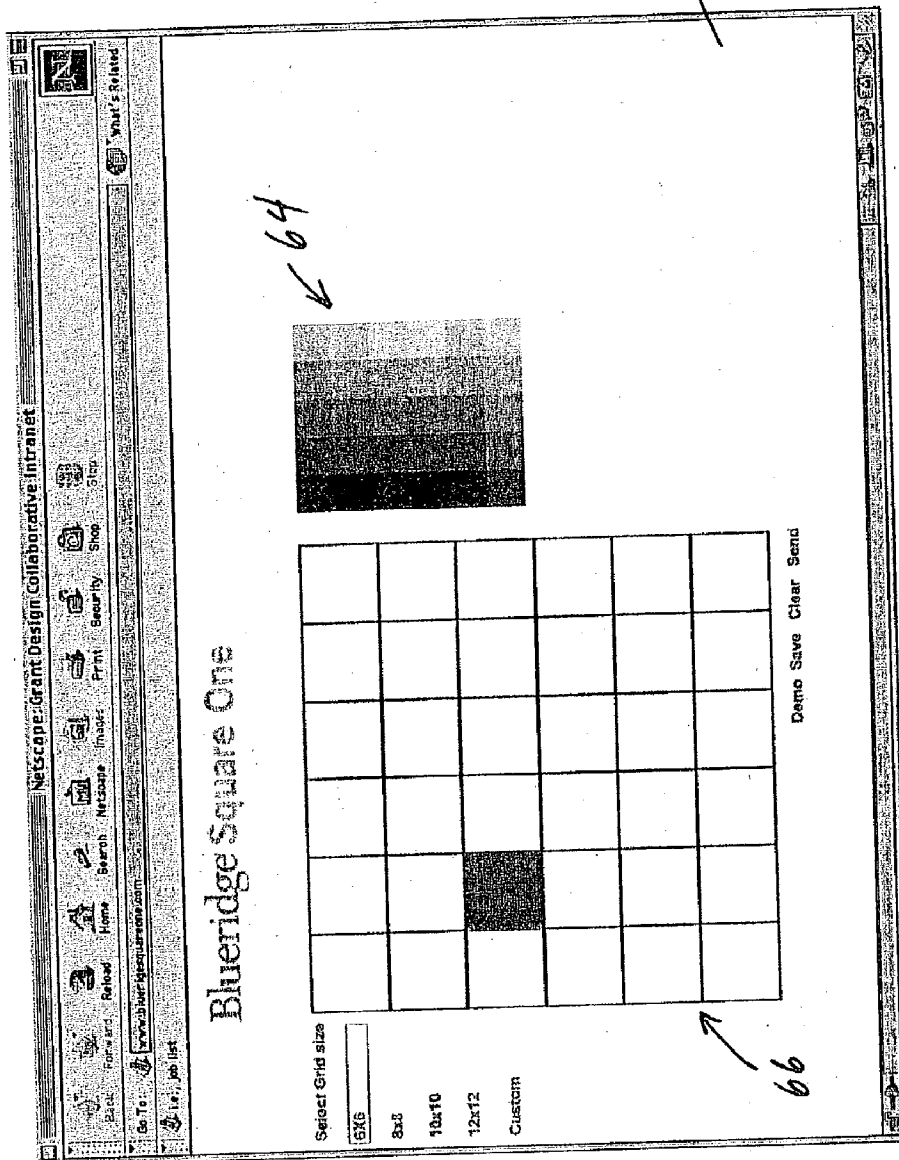 Netscape: Grant Design Collaborative Intranet
Back Forward Reload Home Search Netscape Images Print Security Shop Stop
Go To: www.blueridgesquareone.com
What's Related
i.e., job list
Blueridge Square One
Select Grid size
6X6
8x8
10x10
12x12
Custom
64
66
Demo Save Clear Send